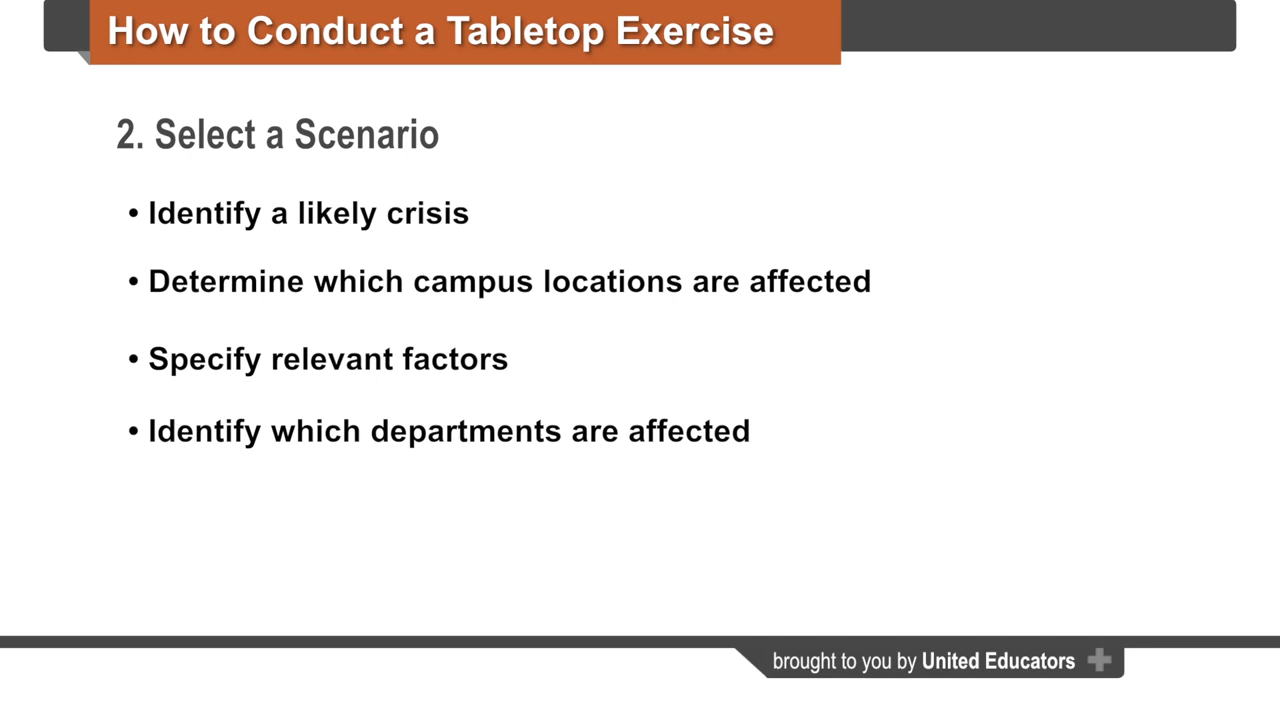 How to Conduct a Tabletop Exercise
2. Select a Scenario
• Identify a likely crisis
• Determine which campus locations are affected
• Specify relevant factors
• Identify which departments are affected
brought to you by United Educators